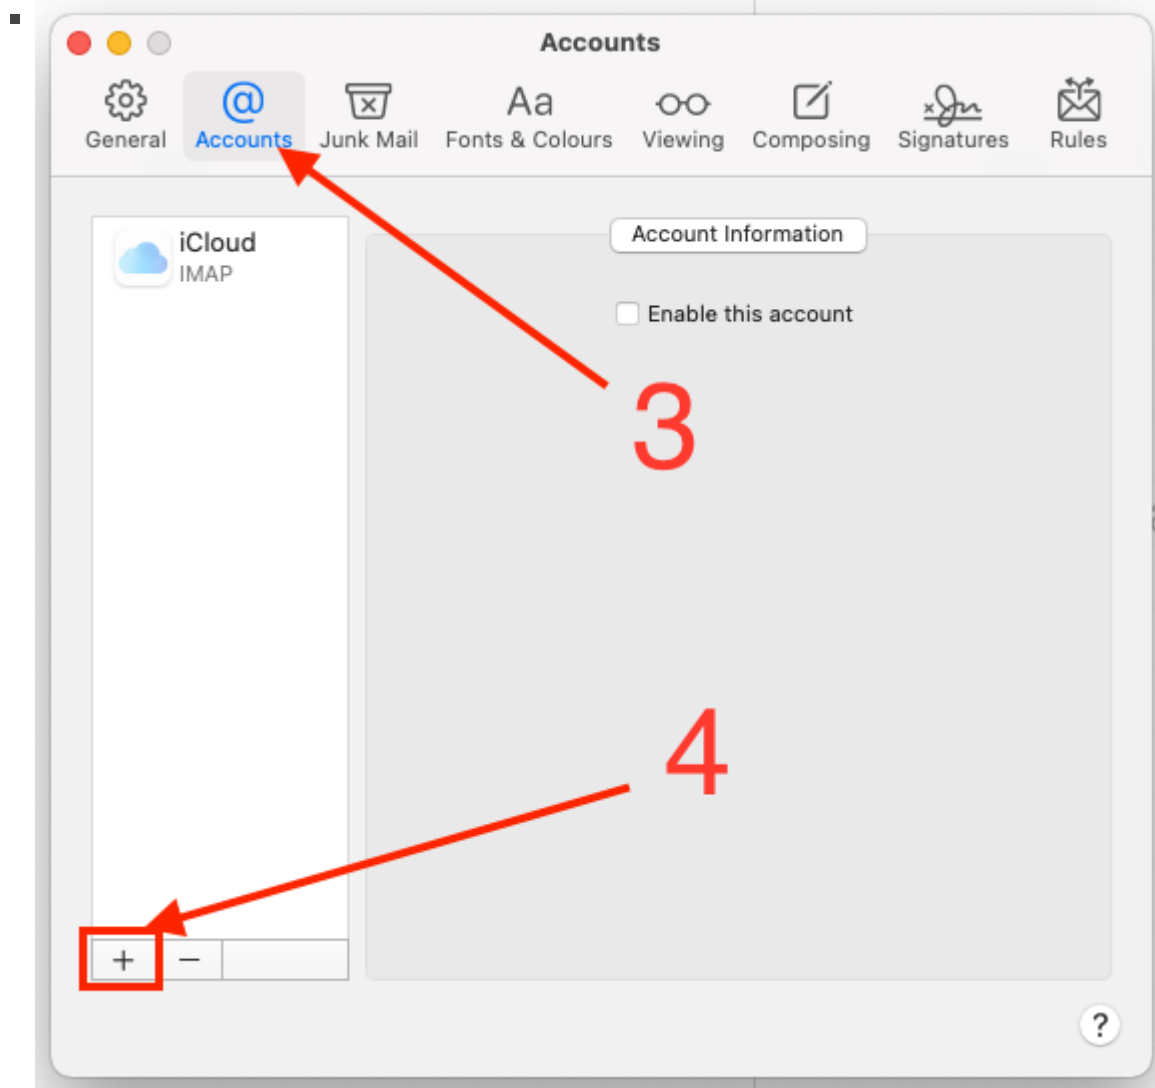 Accounts
General Accounts Junk Mail Fonts & Colours Viewing Composing Signatures Rules
iCloud
IMAP
Account Information
Enable this account
3
4
+ −
?